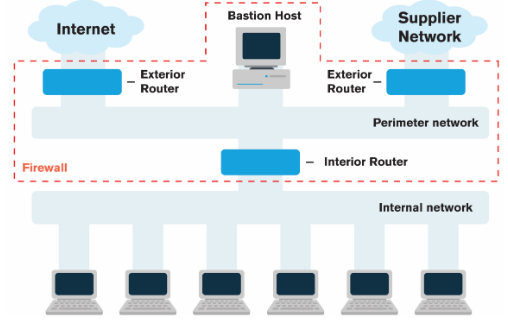 Internet
Bastion Host
Supplier
Network
Exterior
Router
Exterior
Router
Perimeter network
Firewall
Interior Router
Internal network